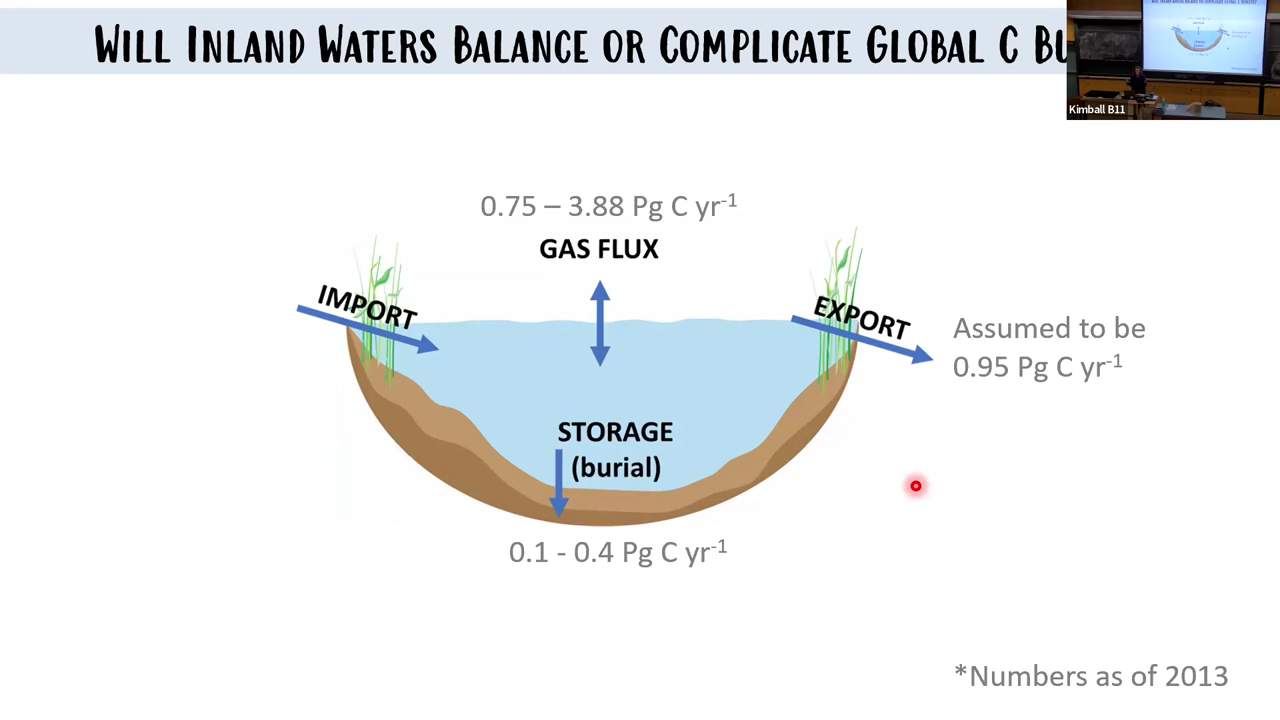 WILL INLAND WATERS BALANCE OR COMPLICATE GLOBAL C
Kimball B11
0.75 – 3.88 Pg C yr-1
GAS FLUX
IMPORT
EXPORT
Assumed to be
0.95 Pg C yr-1
STORAGE
(burial)
0.1 - 0.4 Pg C yr-1
*Numbers as of 2013